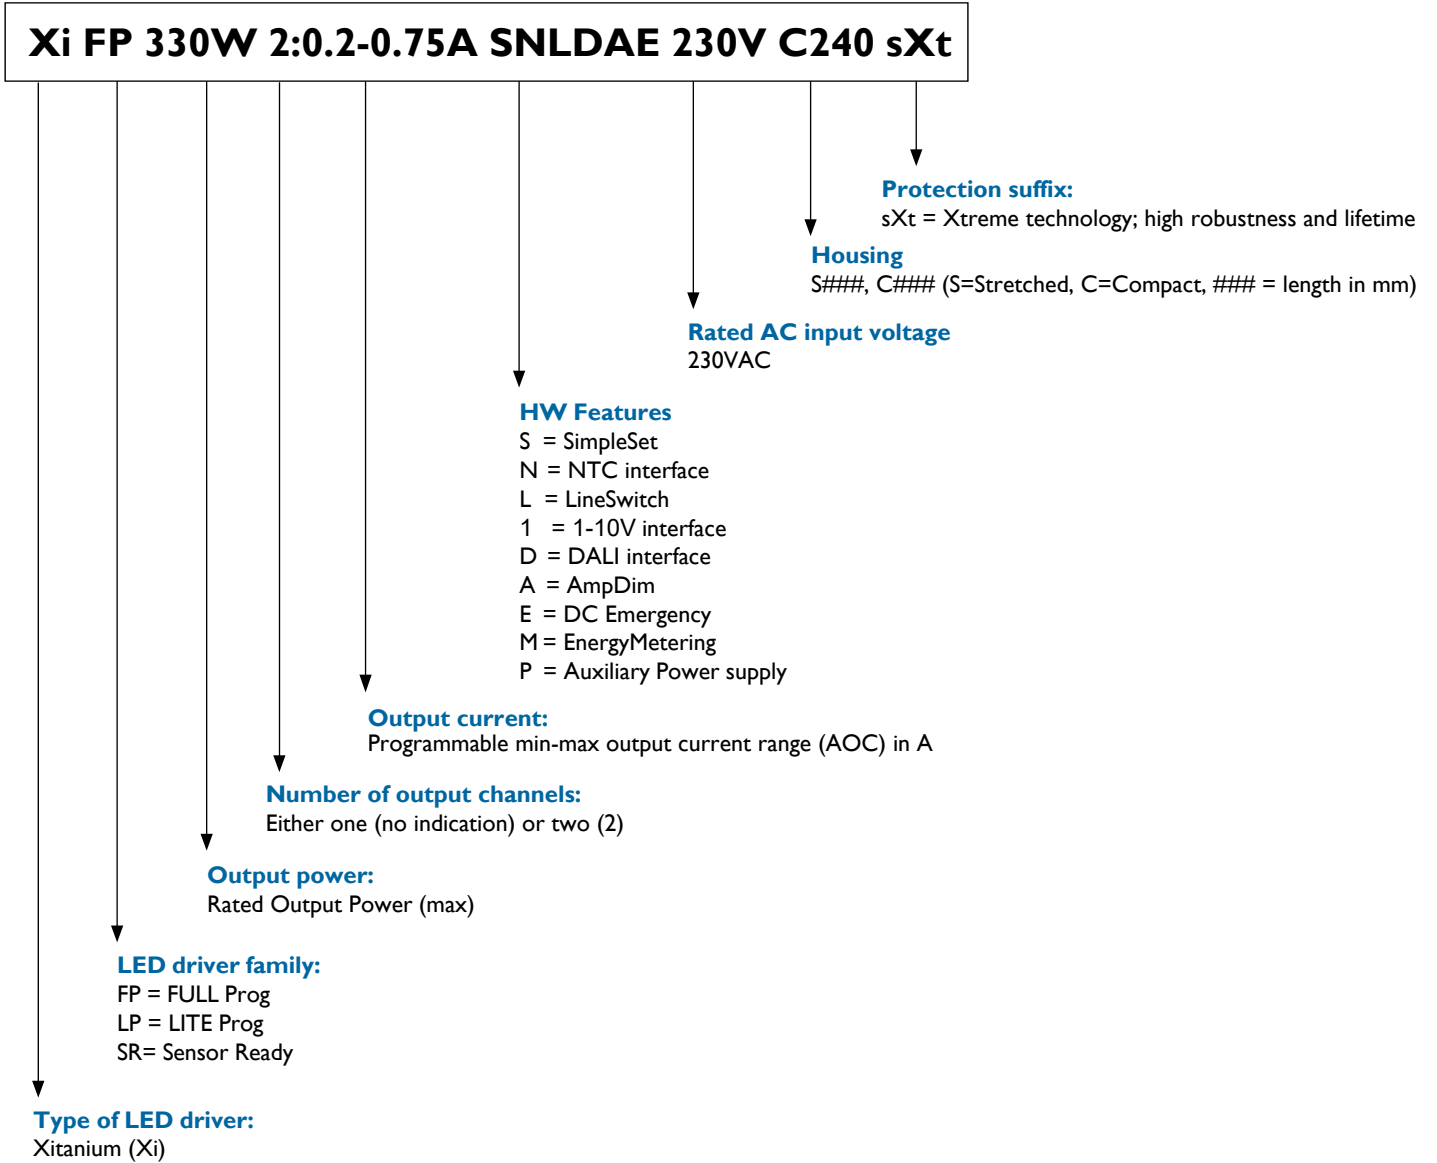 Xi FP 330W 2:0.2-0.75A SNLDAE 230V C240 sXt
Protection suffix:
sXt = Xtreme technology; high robustness and lifetime
Housing
S###, C### (S=Stretched, C=Compact, ### = length in mm)
Rated AC input voltage
230VAC
HW Features
S = SimpleSet
N = NTC interface
L = LineSwitch
1 = 1-10V interface
D = DALI interface
A = AmpDim
E = DC Emergency
M = EnergyMetering
P = Auxiliary Power supply
Output current:
Programmable min-max output current range (AOC) in A
Number of output channels:
Either one (no indication) or two (2)
Output power:
Rated Output Power (max)
LED driver family:
FP = FULL Prog
LP = LITE Prog
SR= Sensor Ready
Type of LED driver:
Xitanium (Xi)